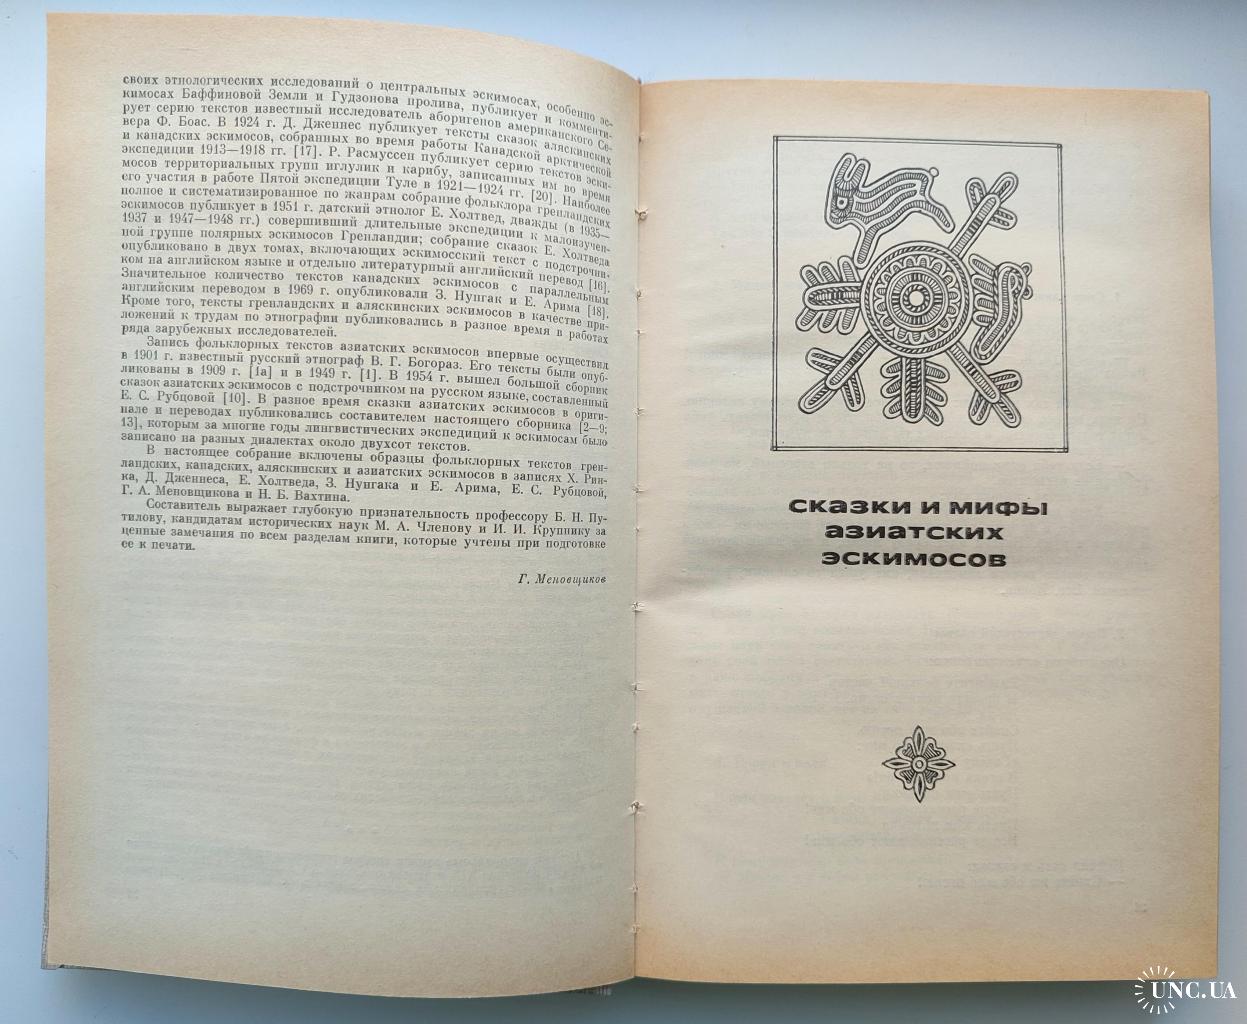 своих этнологических исследований о центральных эскимосах, особенно эс-
кимосах Баффиновой Земли и Гудзонова пролива, публикует и комменти-
рует серию текстов известный исследователь аборигенов американского Се-
вера Ф. Боас. В 1924 г. Д. Дженнес публикует тексты сказок аляскинских
и канадских эскимосов, собранных во время работы Канадской арктической
экспедиции 1913—1918 гг. [17]. Р. Расмуссен публикует серию текстов эски-
мосов территориальных групп иглулик и карибу, записанных им во время
его участия в работе Пятой экспедиции Туле в 1921—1924 гг. [20]. Наиболее
полное и систематизированное по жанрам собрание фольклора гренландских
эскимосов публикует в 1951 г. датский этнолог Е. Холтвед, дважды (в 1935—
1937 и 1947—1948 гг.) совершивший длительные экспедиции к малоизучен-
ной группе полярных эскимосов Гренландии; собрание сказок Е. Холтведа
опубликовано в двух томах, включающих эскимосский текст с подстрочни-
ком на английском языке и отдельно литературный английский перевод [16].
Значительное количество текстов канадских эскимосов с параллельным
английским переводом в 1969 г. опубликовали З. Нунгак и Е. Арима [18].
Кроме того, тексты гренландских и аляскинских эскимосов в качестве при-
ложений к трудам по этнографии публиковались в разное время в работах
ряда зарубежных исследователей.
Запись фольклорных текстов азиатских эскимосов впервые осуществил
в 1901 г. известный русский этнограф В. Г. Богораз. Его тексты были опуб-
ликованы в 1909 г. [1а] и в 1949 г. [1]. В 1954 г. вышел большой сборник
сказок азиатских эскимосов с подстрочником на русском языке, составленный
Е. С. Рубцовой [10]. В разное время сказки азиатских эскимосов в ориги-
нале и переводах публиковались составителем настоящего сборника [2—9;
13], которым за многие годы лингвистических экспедиций к эскимосам было
записано на разных диалектах около двухсот текстов.
В настоящее собрание включены образцы фольклорных текстов грен-
ландских, канадских, аляскинских и азиатских эскимосов в записях Х. Рин-
ка, Д. Дженнеса, Е. Холтведа, З. Нунгака и Е. Арима, Е. С. Рубцовой,
Г. А. Меновщикова и Н. Б. Вахтина.
Составитель выражает глубокую признательность профессору Б. Н. Пу-
тилову, кандидатам исторических наук М. А. Членову и И. И. Крупнику за
ценные замечания по всем разделам книги, которые учтены при подготовке
ее к печати.
Г. Меновщиков
СКАЗКИ И МИФЫ
АЗИАТСКИХ
ЭСКИМОСОВ
UNC.UA